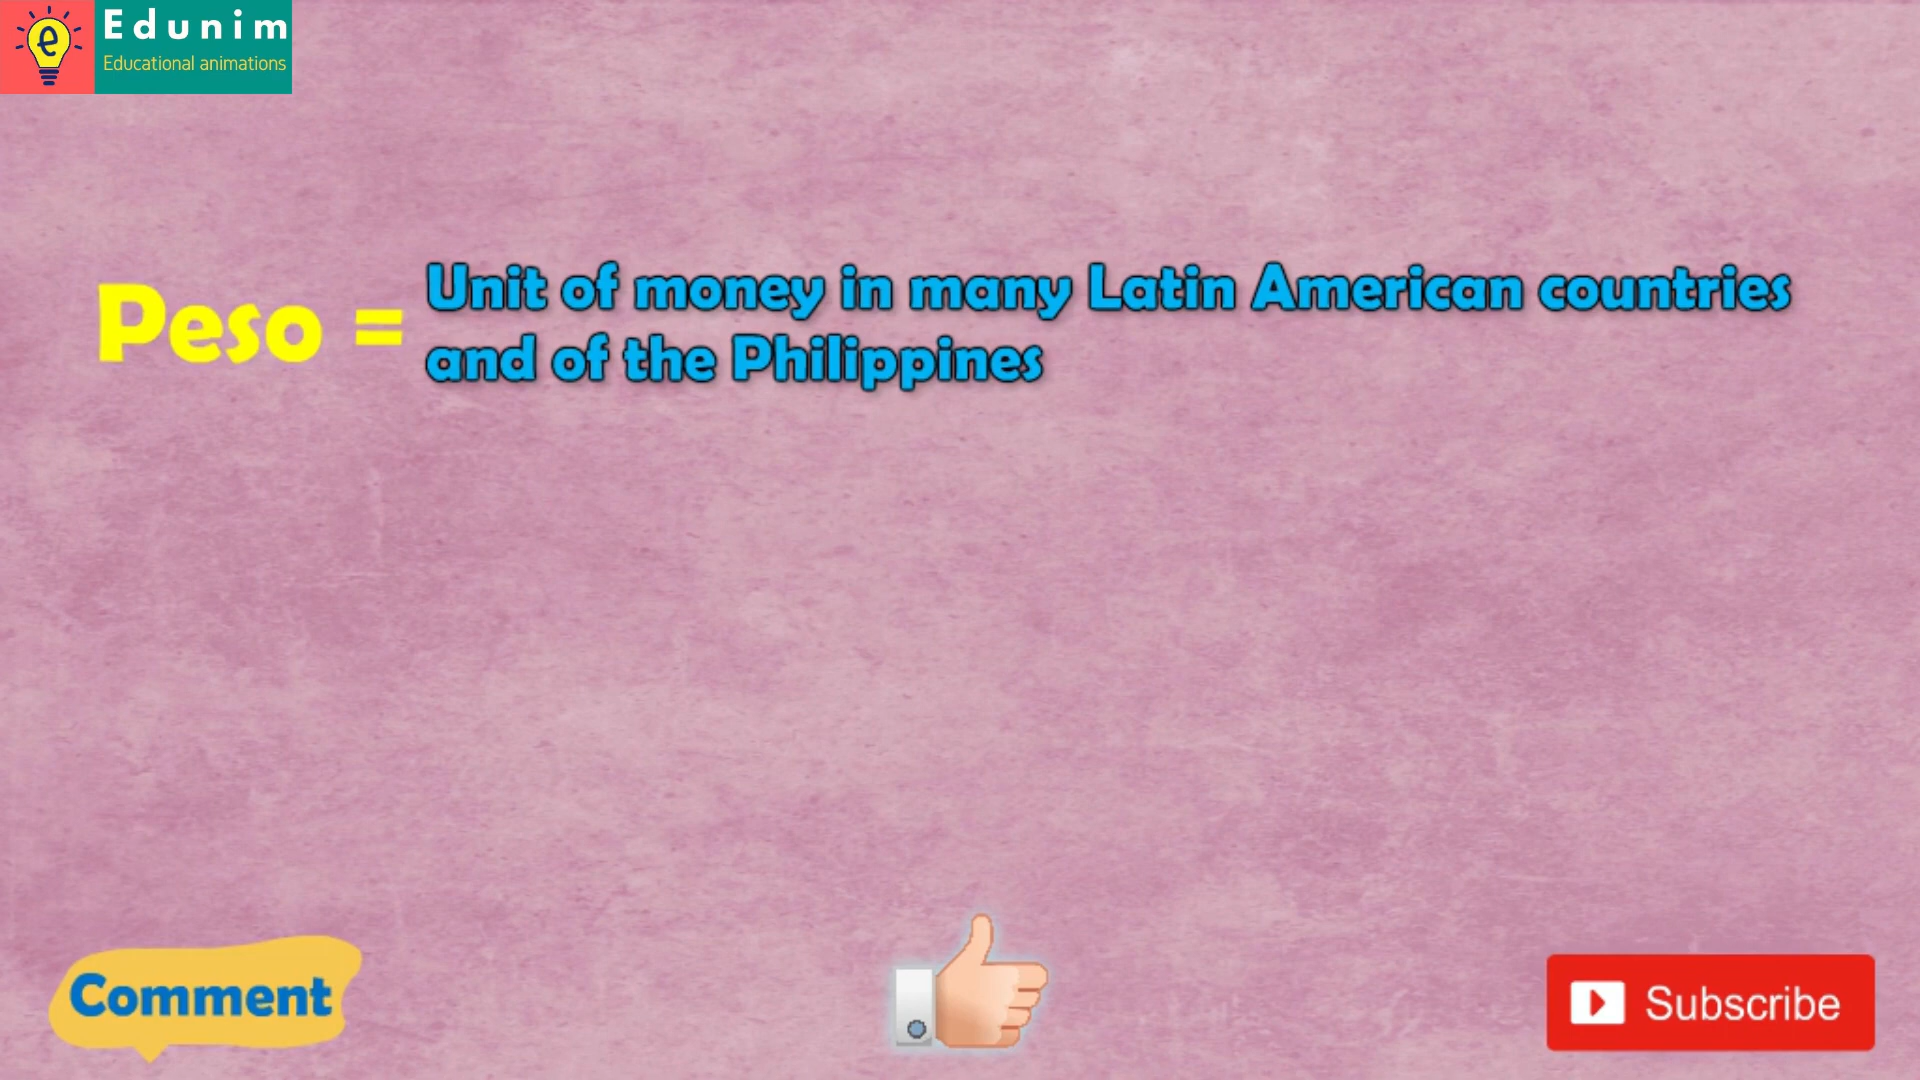 Edunim
Educational animations
Peso = Unit of money in many Latin American countries
and of the Philippines
Comment
Subscribe